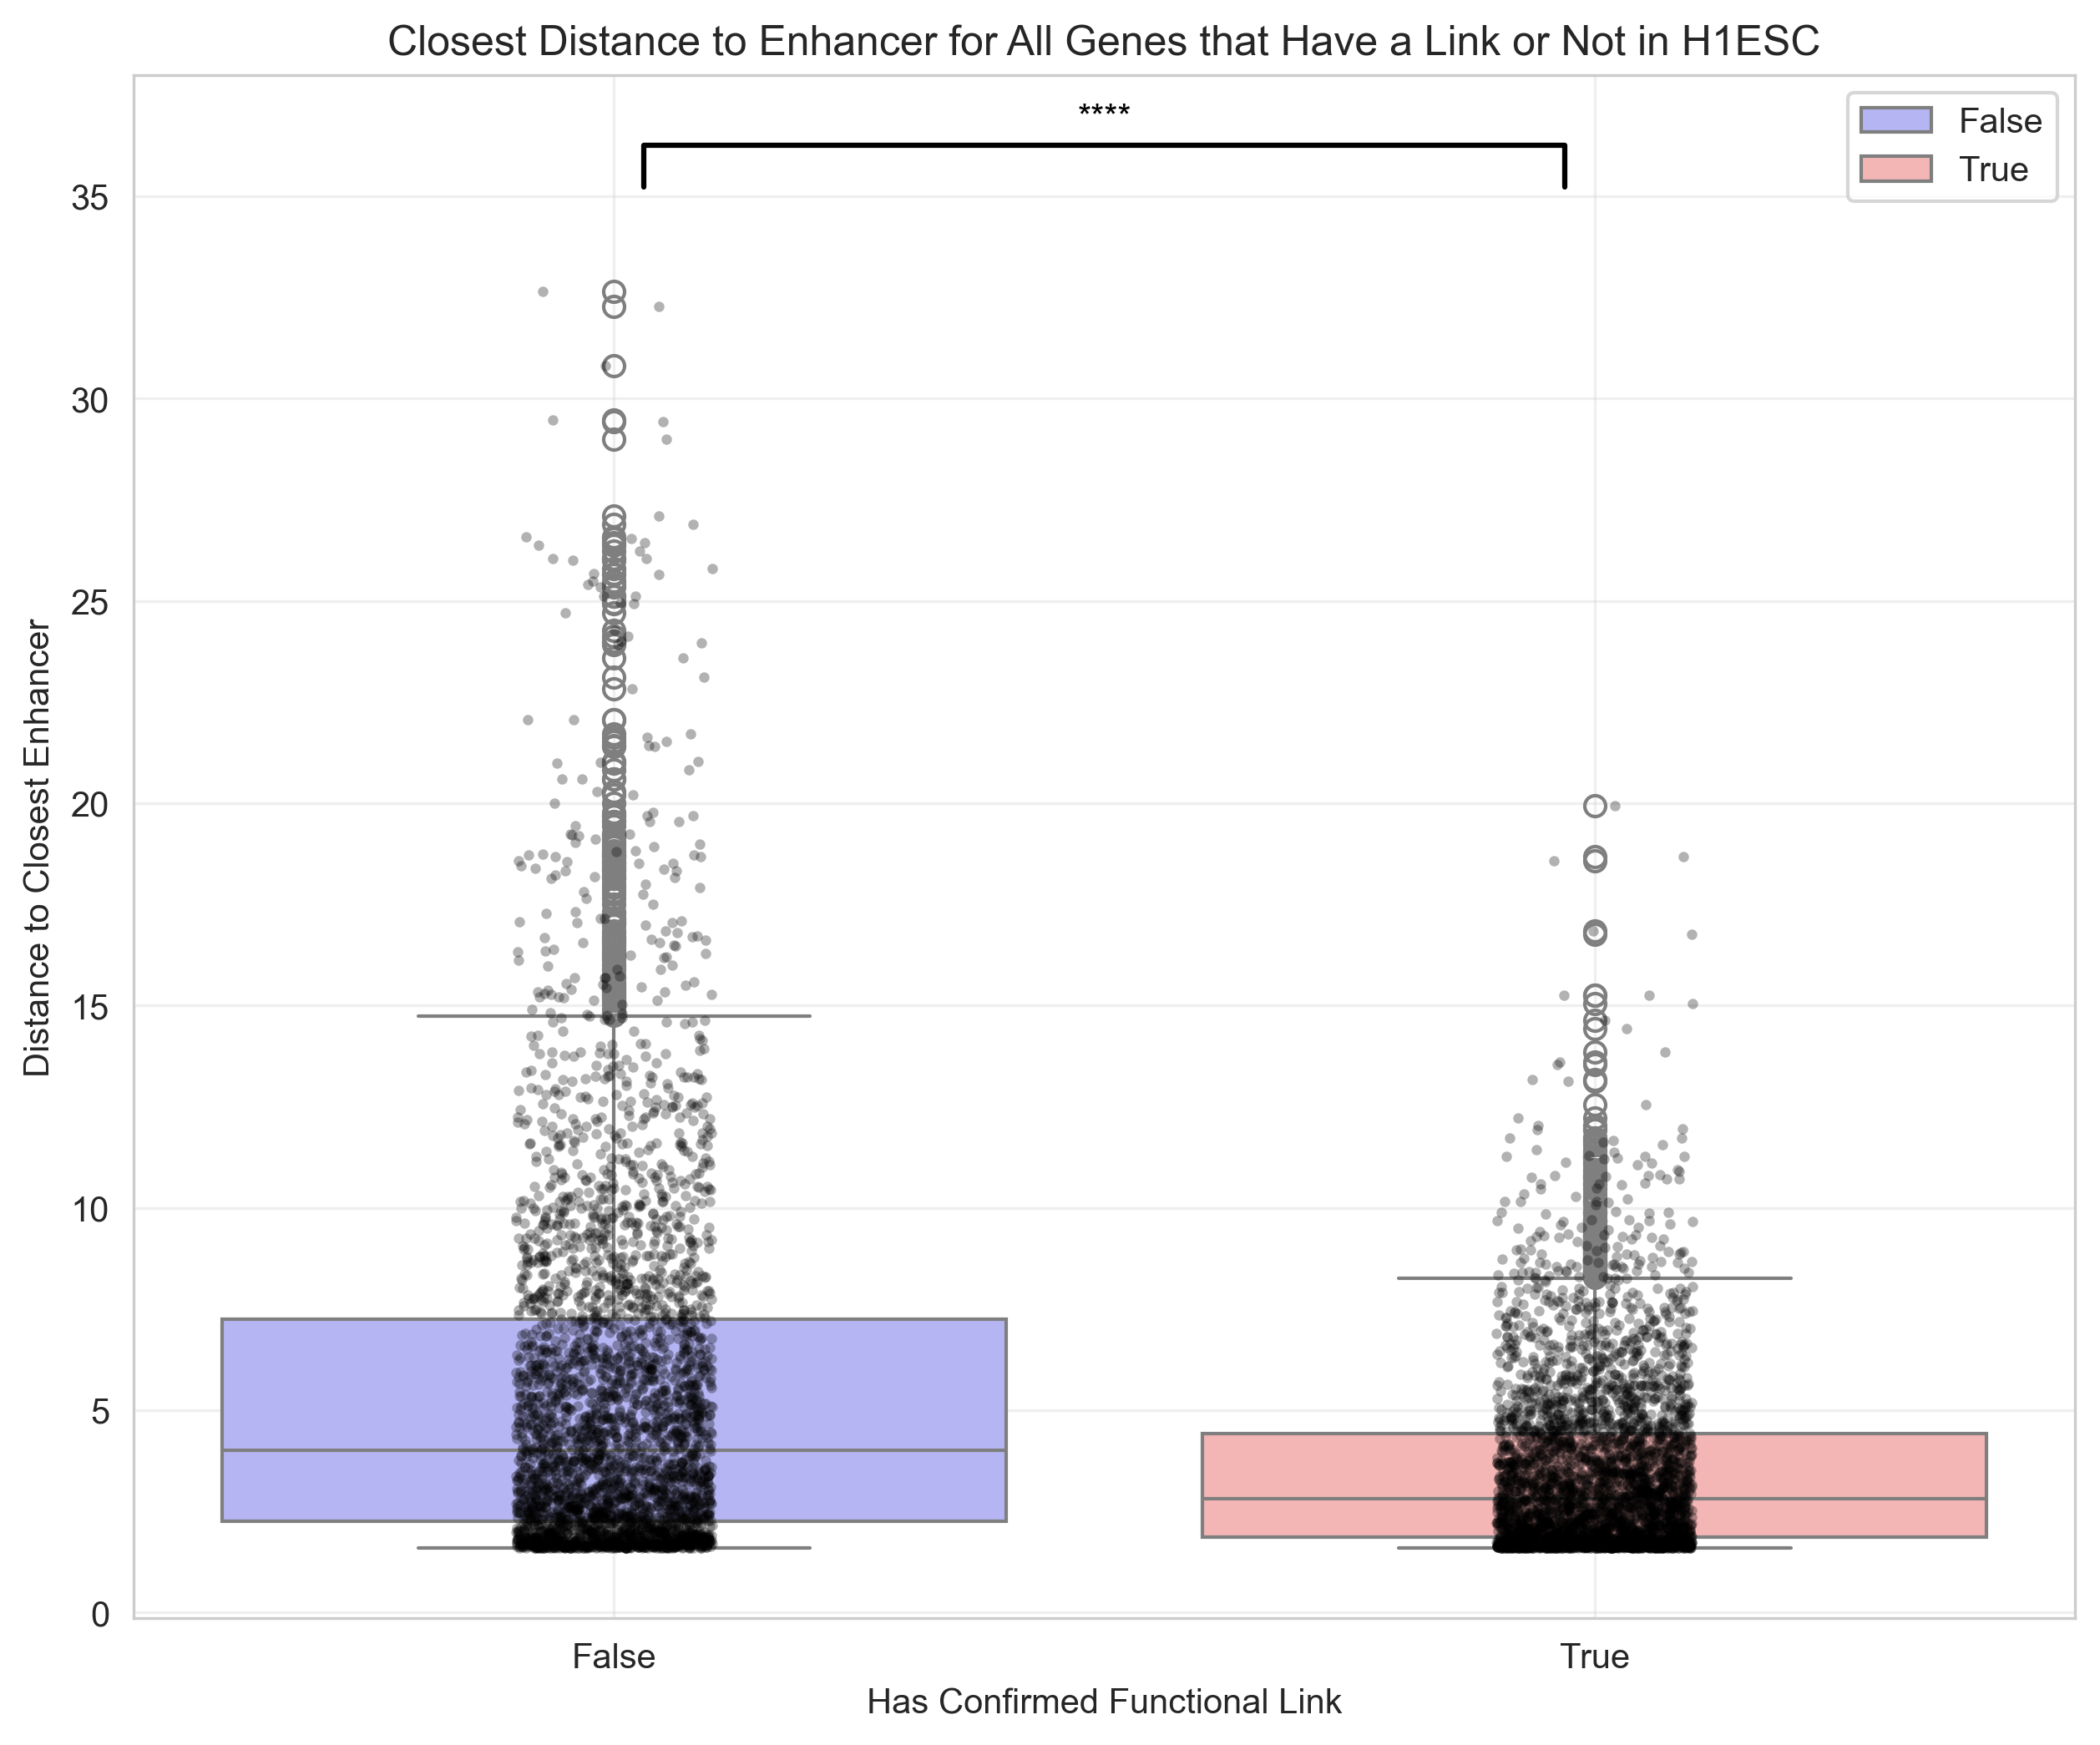 Closest Distance to Enhancer for All Genes that Have a Link or Not in H1ESC
****
False
True
35
30
25
20
15
10
5
0
Distance to Closest Enhancer
False
True
Has Confirmed Functional Link